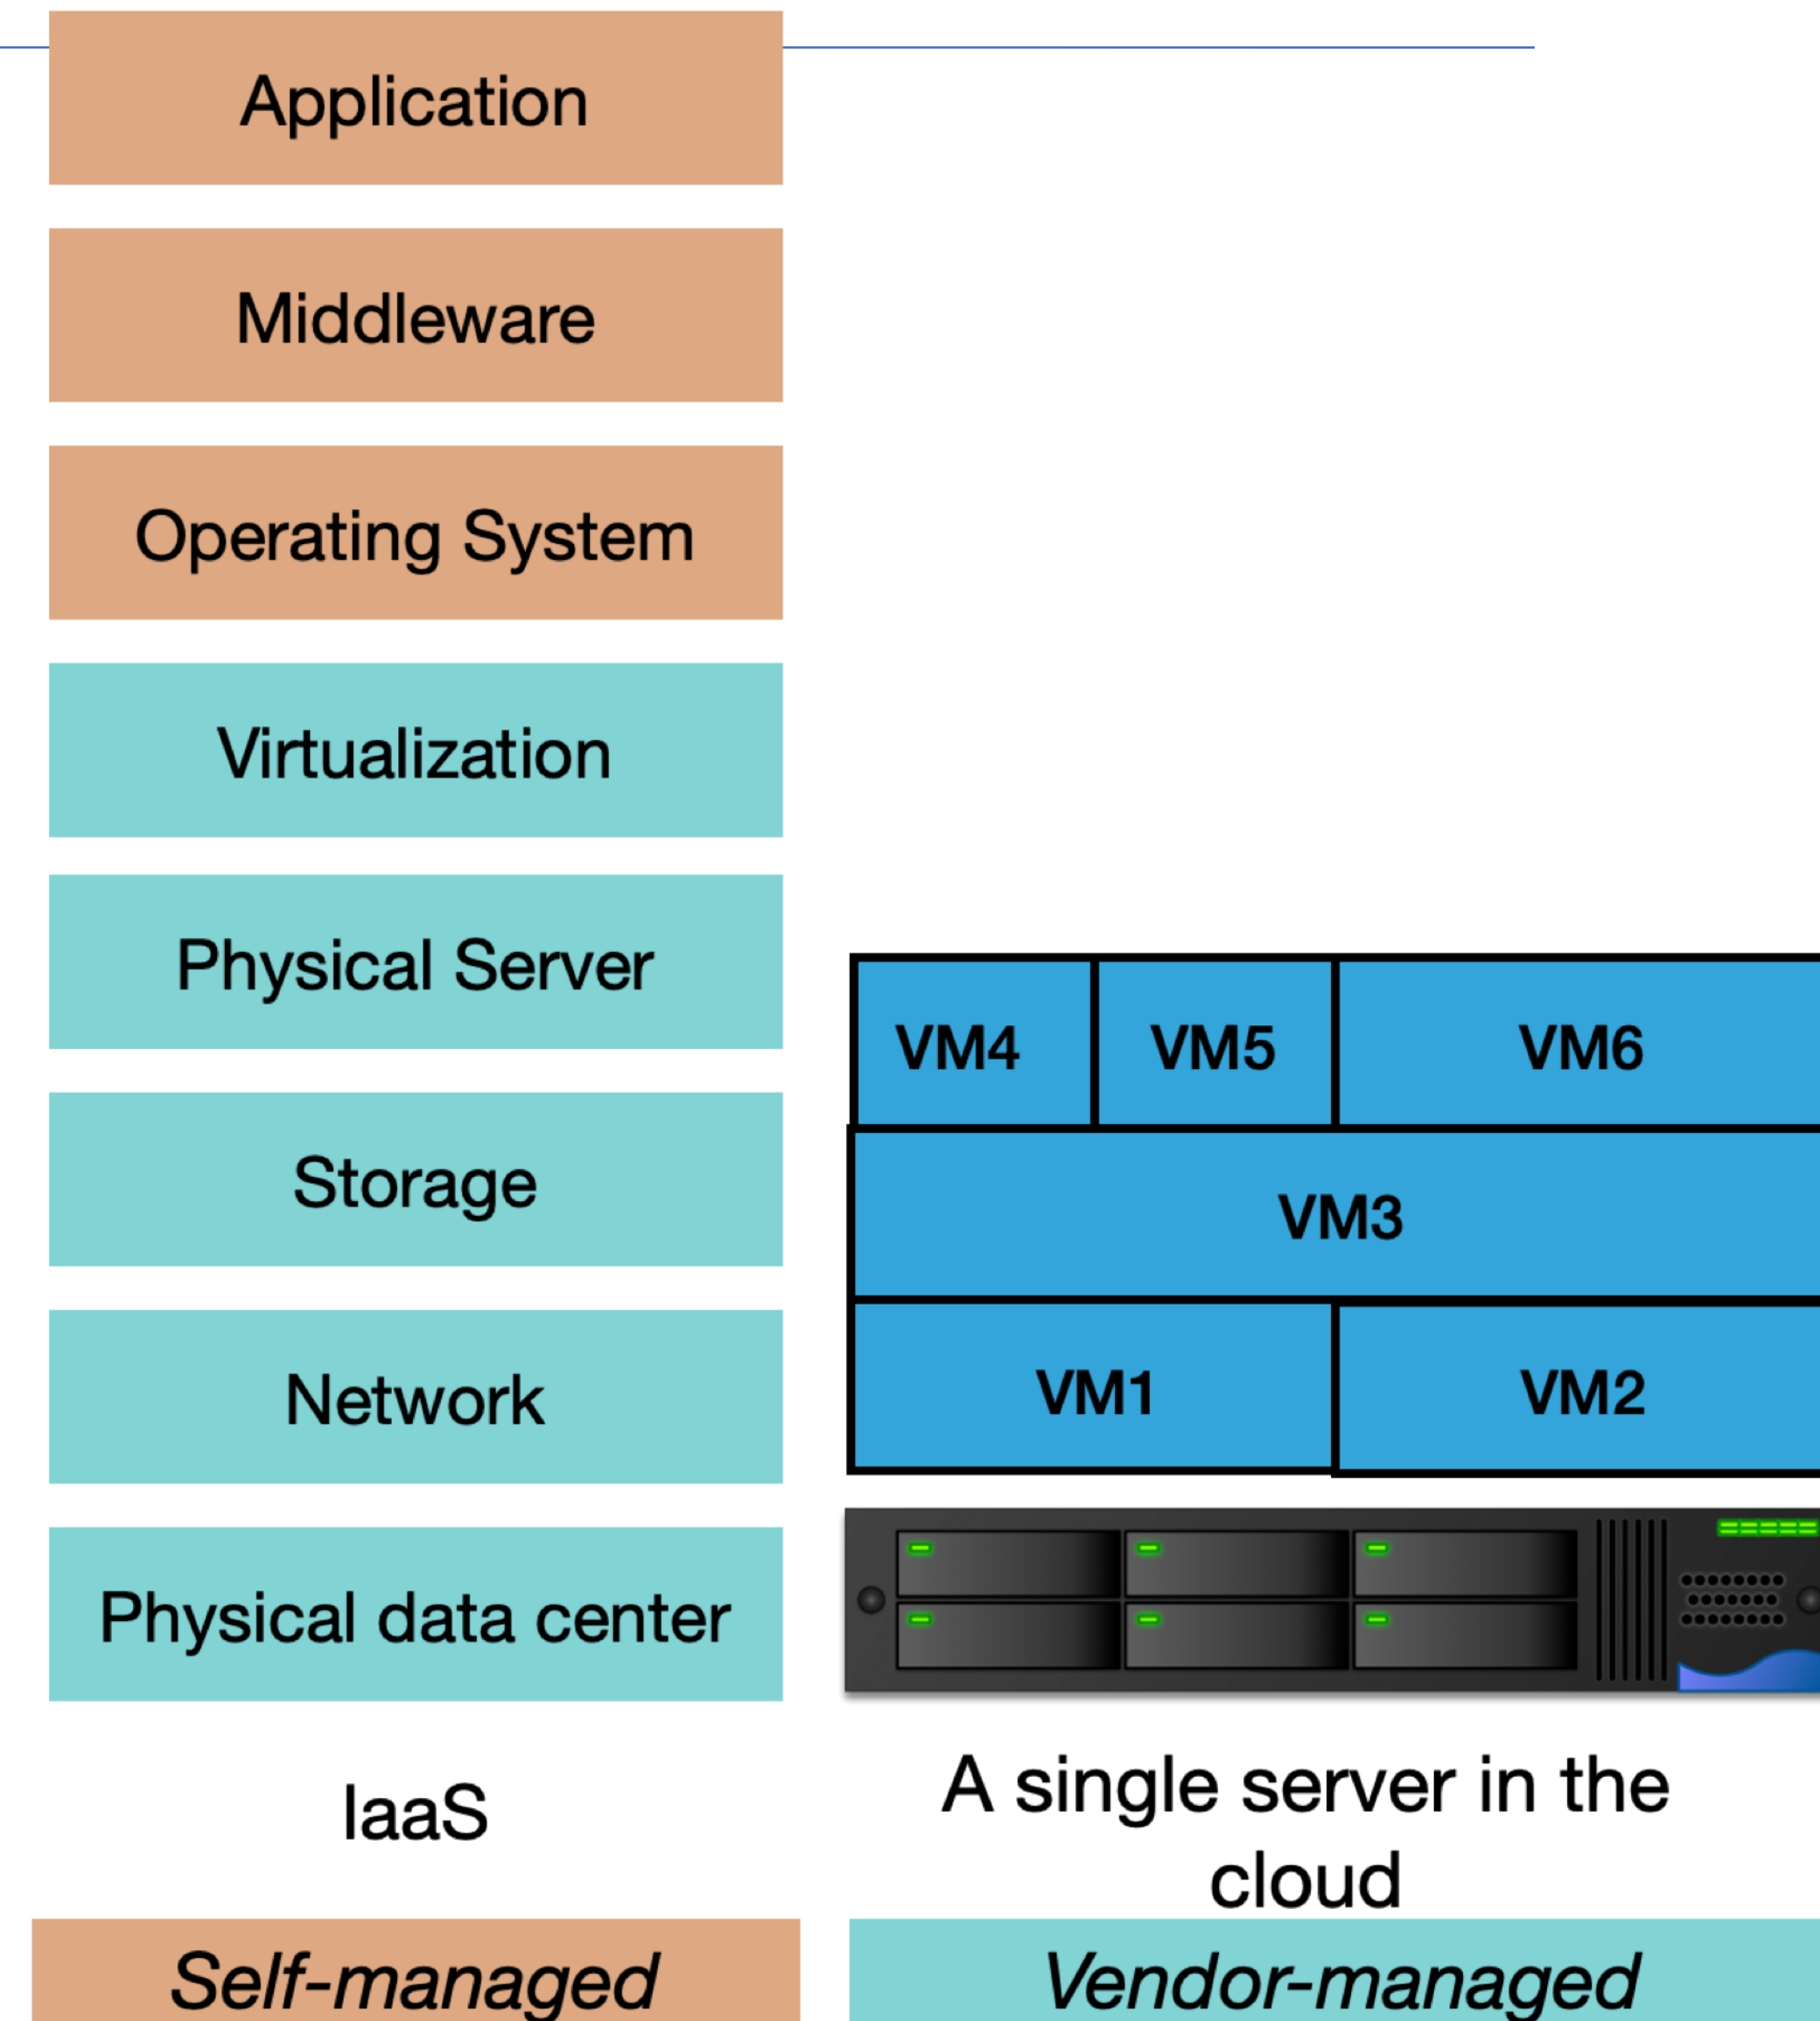 Application
Middleware
Operating System
Virtualization
Physical Server
Storage
Network
Physical data center
IaaS
VM4 VM5 VM6
VM3
VM1 VM2
A single server in the
cloud
Self-managed
Vendor-managed